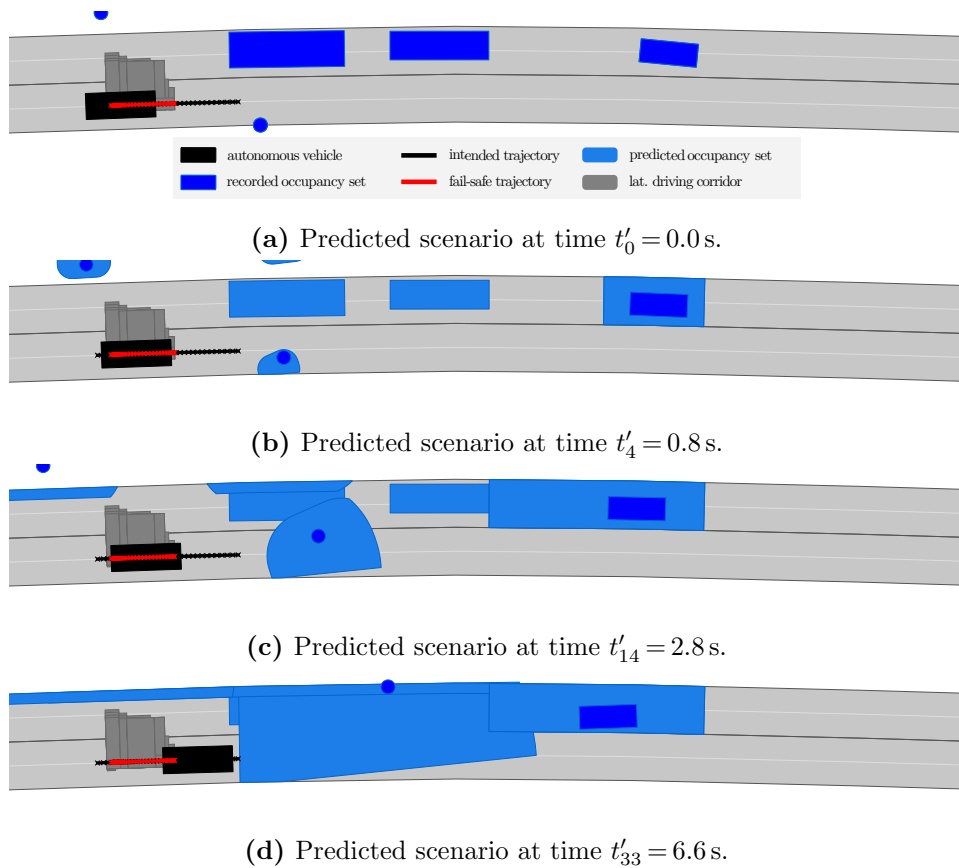 autonomous vehicle intended trajectory predicted occupancy set
recorded occupancy set fail-safe trajectory lat. driving corridor
(a) Predicted scenario at time t′₀ = 0.0 s.
(b) Predicted scenario at time t′₄ = 0.8 s.
(c) Predicted scenario at time t′₁₄ = 2.8 s.
(d) Predicted scenario at time t′₃₃ = 6.6 s.